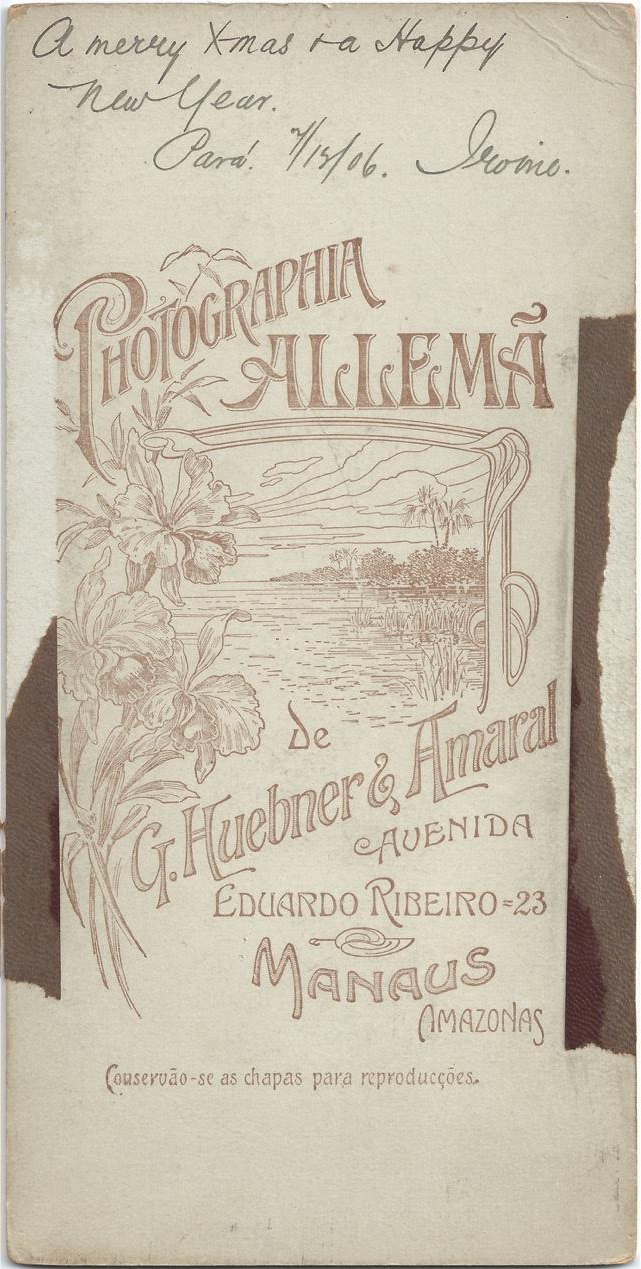 A merry Xmas & a Happy
New Year.
Pará. 7/12/06. Irvine.
PHOTOGRAPHIA
ALLEMÃ
de
G. Huebner & Amaral
AVENIDA
EDUARDO RIBEIRO=23
MANAUS
AMAZONAS
Conservão-se as chapas para reproducções.